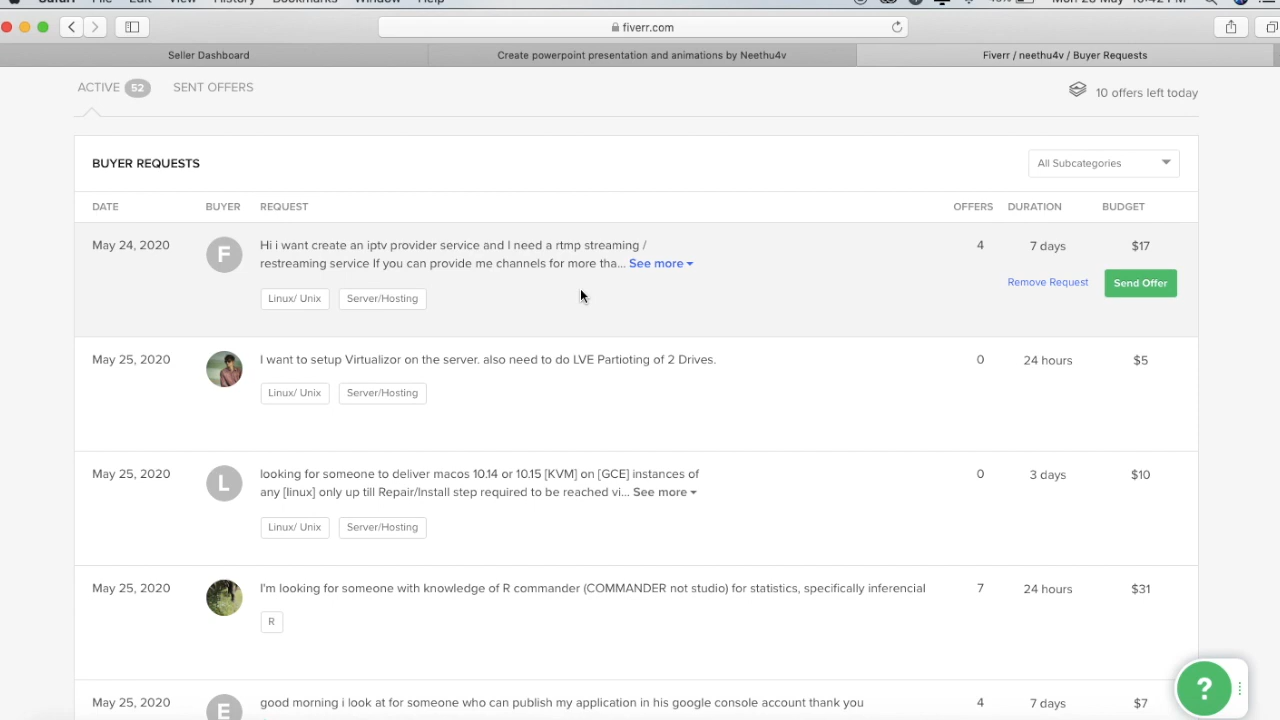 Safari File Edit View History Bookmarks Window Help
fiverr.com
Seller Dashboard
Create powerpoint presentation and animations by Neethu4v
Fiverr / neethu4v / Buyer Requests
ACTIVE 52 SENT OFFERS
10 offers left today
BUYER REQUESTS
All Subcategories
DATE BUYER REQUEST OFFERS DURATION BUDGET
May 24, 2020 F Hi i want create an iptv provider service and I need a rtmp streaming / 4 7 days $17
restreaming service If you can provide me channels for more tha... See more
Remove Request Send Offer
Linux/ Unix Server/Hosting
May 25, 2020 I want to setup Virtualizor on the server. also need to do LVE Partioting of 2 Drives. 0 24 hours $5
Linux/ Unix Server/Hosting
May 25, 2020 L looking for someone to deliver macos 10.14 or 10.15 [KVM] on [GCE] instances of 0 3 days $10
any [linux] only up till Repair/Install step required to be reached vi... See more
Linux/ Unix Server/Hosting
May 25, 2020 I'm looking for someone with knowledge of R commander (COMMANDER not studio) for statistics, specifically inferencial 7 24 hours $31
R
May 25, 2020 E good morning i look at for someone who can publish my application in his google console account thank you 4 7 days $7
?